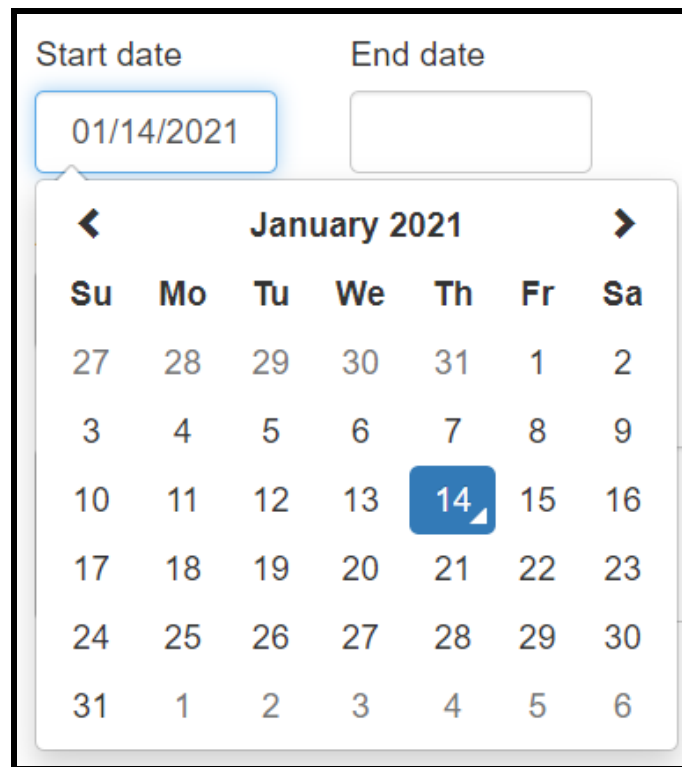 Start date End date
01/14/2021
January 2021
Su Mo Tu We Th Fr Sa
27 28 29 30 31 1 2
3 4 5 6 7 8 9
10 11 12 13 14 15 16
17 18 19 20 21 22 23
24 25 26 27 28 29 30
31 1 2 3 4 5 6